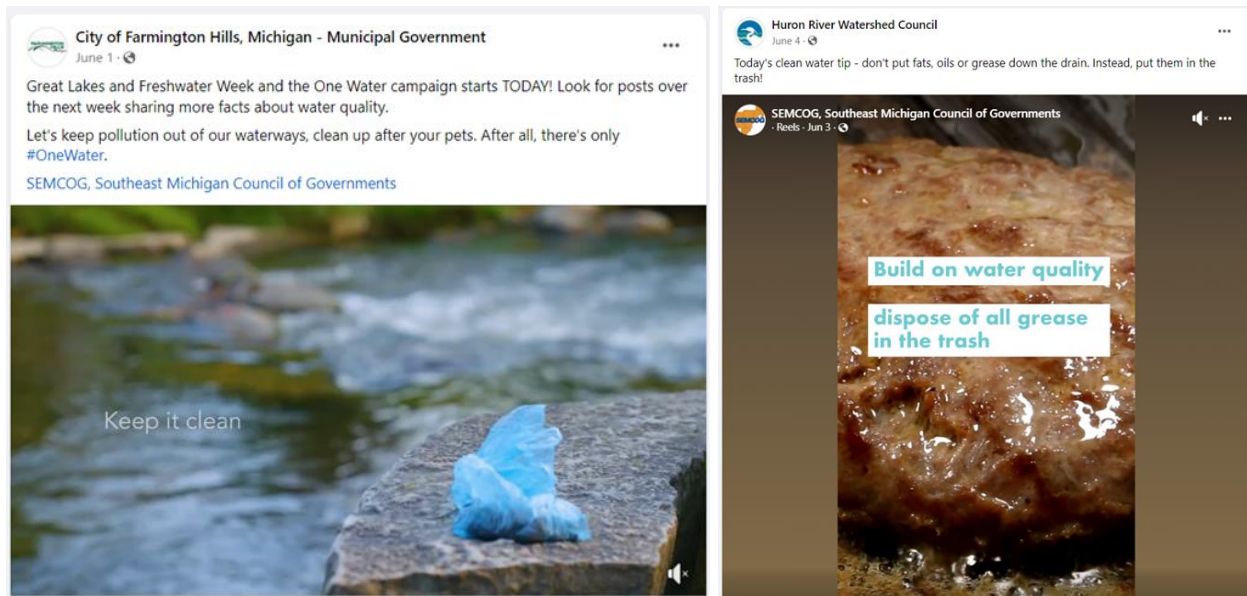 City of Farmington Hills, Michigan - Municipal Government
June 1 ·
Great Lakes and Freshwater Week and the One Water campaign starts TODAY! Look for posts over
the next week sharing more facts about water quality.
Let's keep pollution out of our waterways, clean up after your pets. After all, there's only
#OneWater.
SEMCOG, Southeast Michigan Council of Governments
Keep it clean
Huron River Watershed Council
June 4 ·
Today's clean water tip - don't put fats, oils or grease down the drain. Instead, put them in the
trash!
SEMCOG
SEMCOG, Southeast Michigan Council of Governments
· Reels · Jun 3 ·
Build on water quality
dispose of all grease
in the trash